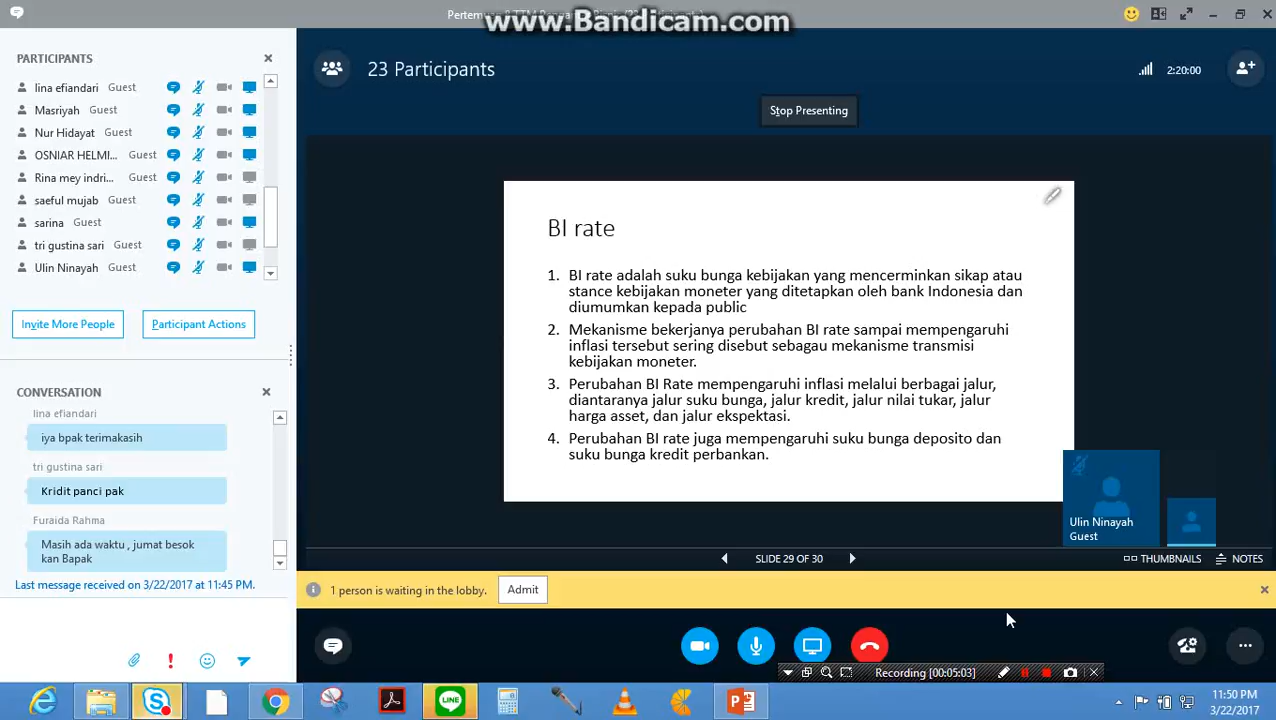 www.Bandicam.com
PARTICIPANTS
lina efiandari Guest
Masriyah Guest
Nur Hidayat Guest
OSNIAR HELMI... Guest
Rina mey indri...
saeful mujab Guest
sarina Guest
tri gustina sari Guest
Ulin Ninayah Guest
Invite More People
Participant Actions
CONVERSATION
lina efiandari
iya bpak terimakasih
tri gustina sari
Kridit panci pak
Furaida Rahma
Masih ada waktu , jumat besok
kan Bapak
Last message received on 3/22/2017 at 11:45 PM.
23 Participants
2:20:00
Stop Presenting
BI rate
1. BI rate adalah suku bunga kebijakan yang mencerminkan sikap atau
stance kebijakan moneter yang ditetapkan oleh bank Indonesia dan
diumumkan kepada public
2. Mekanisme bekerjanya perubahan BI rate sampai mempengaruhi
inflasi tersebut sering disebut sebagau mekanisme transmisi
kebijakan moneter.
3. Perubahan BI Rate mempengaruhi inflasi melalui berbagai jalur,
diantaranya jalur suku bunga, jalur kredit, jalur nilai tukar, jalur
harga asset, dan jalur ekspektasi.
4. Perubahan BI rate juga mempengaruhi suku bunga deposito dan
suku bunga kredit perbankan.
Ulin Ninayah
Guest
SLIDE 29 OF 30
THUMBNAILS
NOTES
1 person is waiting in the lobby.
Admit
Recording [00:05:03]
LINE
11:50 PM
3/22/2017